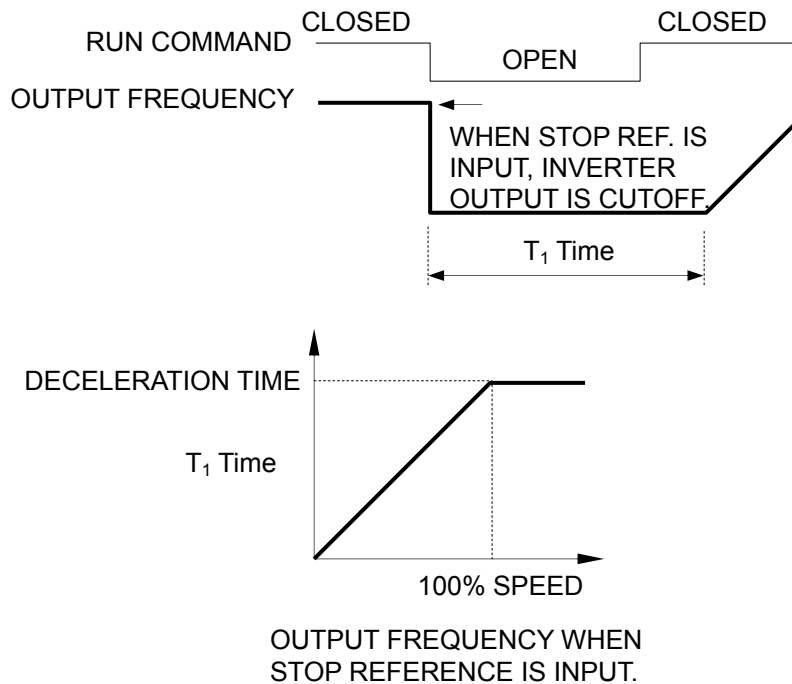 CLOSED
CLOSED
RUN COMMAND
OPEN
OUTPUT FREQUENCY
WHEN STOP REF. IS
INPUT, INVERTER
OUTPUT IS CUTOFF.
T₁ Time
DECELERATION TIME
T₁ Time
100% SPEED
OUTPUT FREQUENCY WHEN
STOP REFERENCE IS INPUT.